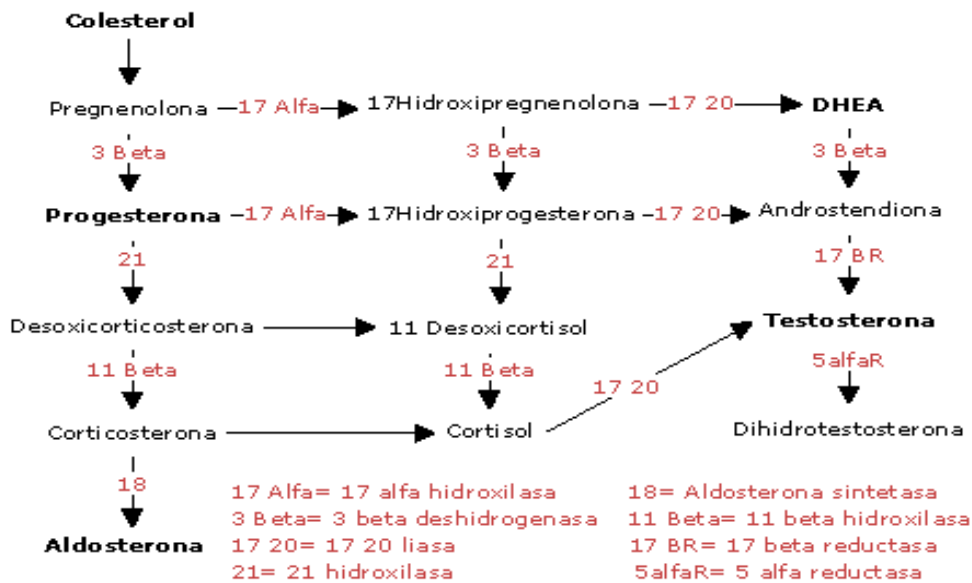 Colesterol
Pregnenolona 17 Alfa 17Hidroxipregnenolona 17 20 DHEA
3 Beta 3 Beta 3 Beta
Progesterona 17 Alfa 17Hidroxiprogesterona 17 20 Androstendiona
21 21 17 BR
Desoxicorticosterona 11 Desoxicortisol Testosterona
11 Beta 11 Beta 17 20 5alfaR
Corticosterona Cortisol Dihidrotestosterona
18
Aldosterona
17 Alfa= 17 alfa hidroxilasa
3 Beta= 3 beta deshidrogenasa
17 20= 17 20 liasa
21= 21 hidroxilasa
18= Aldosterona sintetasa
11 Beta= 11 beta hidroxilasa
17 BR= 17 beta reductasa
5alfaR= 5 alfa reductasa